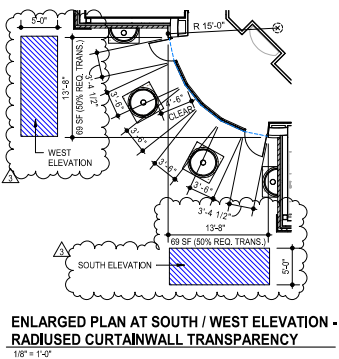 5'-0"
R 15'-0"
13'-8"
69 SF (50% REQ. TRANS.)
3'-4 1/2"
3'-6"
4'-6"
CLEAR
3'-6"
WEST
ELEVATION
3'-6"
3'-6"
3
3'-4 1/2"
13'-8"
3
69 SF (50% REQ. TRANS.)
SOUTH ELEVATION
5'-0"
ENLARGED PLAN AT SOUTH / WEST ELEVATION -
RADIUSED CURTAINWALL TRANSPARENCY
1/8" = 1'-0"